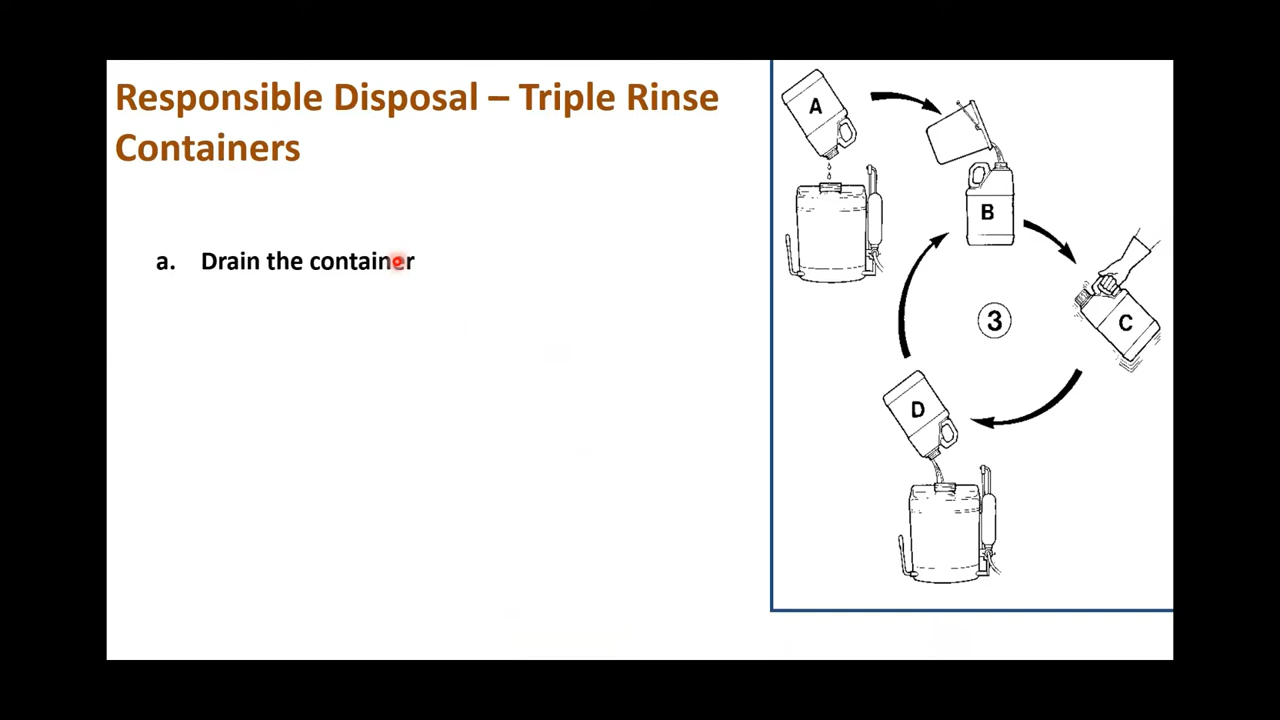 Responsible Disposal – Triple Rinse
Containers
a. Drain the container
A
B
C
3
D